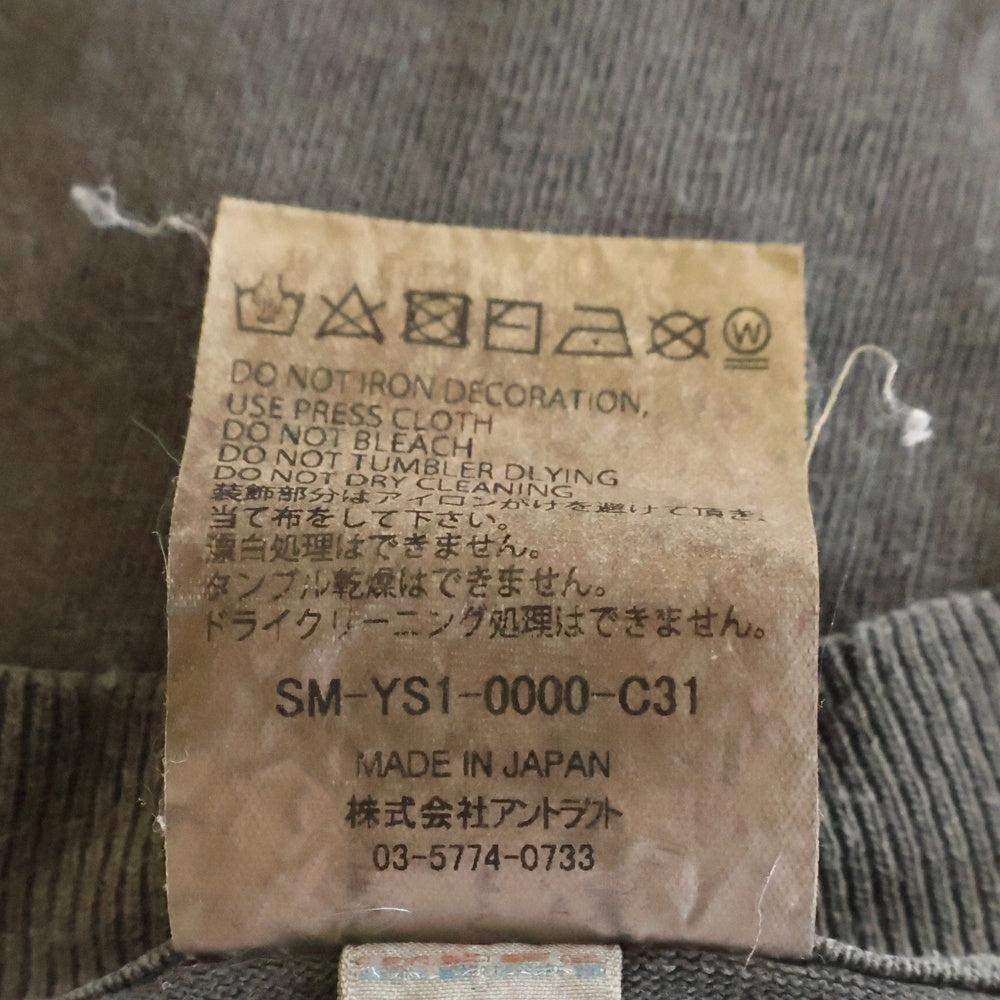 W
DO NOT IRON DECORATION,
USE PRESS CLOTH
DO NOT BLEACH
DO NOT TUMBLER DLYING
DO NOT DRY CLEANING
装飾部分はアイロンがけを避けて頂き、
当て布をして下さい。
漂白処理はできません。
タンブル乾燥はできません。
ドライクリーニング処理はできません。
SM-YS1-0000-C31
MADE IN JAPAN
株式会社アントラクト
03-5774-0733